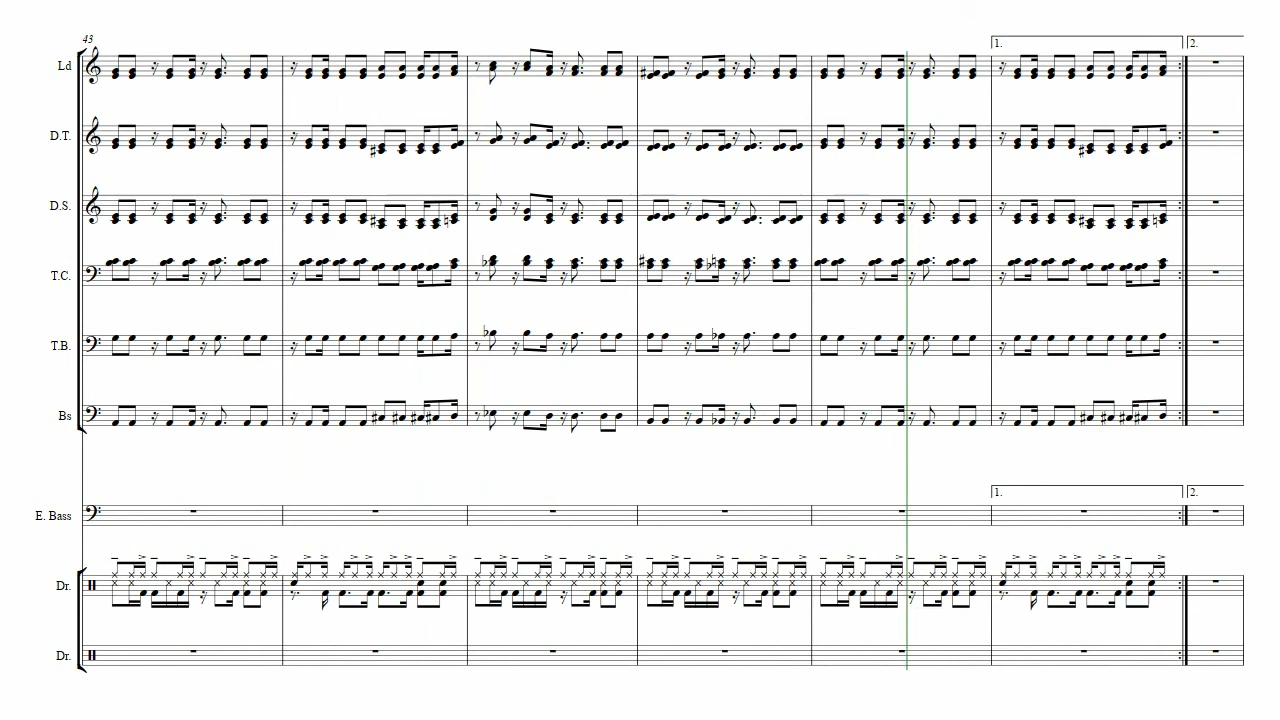 43
1. 2.
Ld
D.T.
D.S.
T.C.
T.B.
Bs
1. 2.
E. Bass
Dr.
Dr.